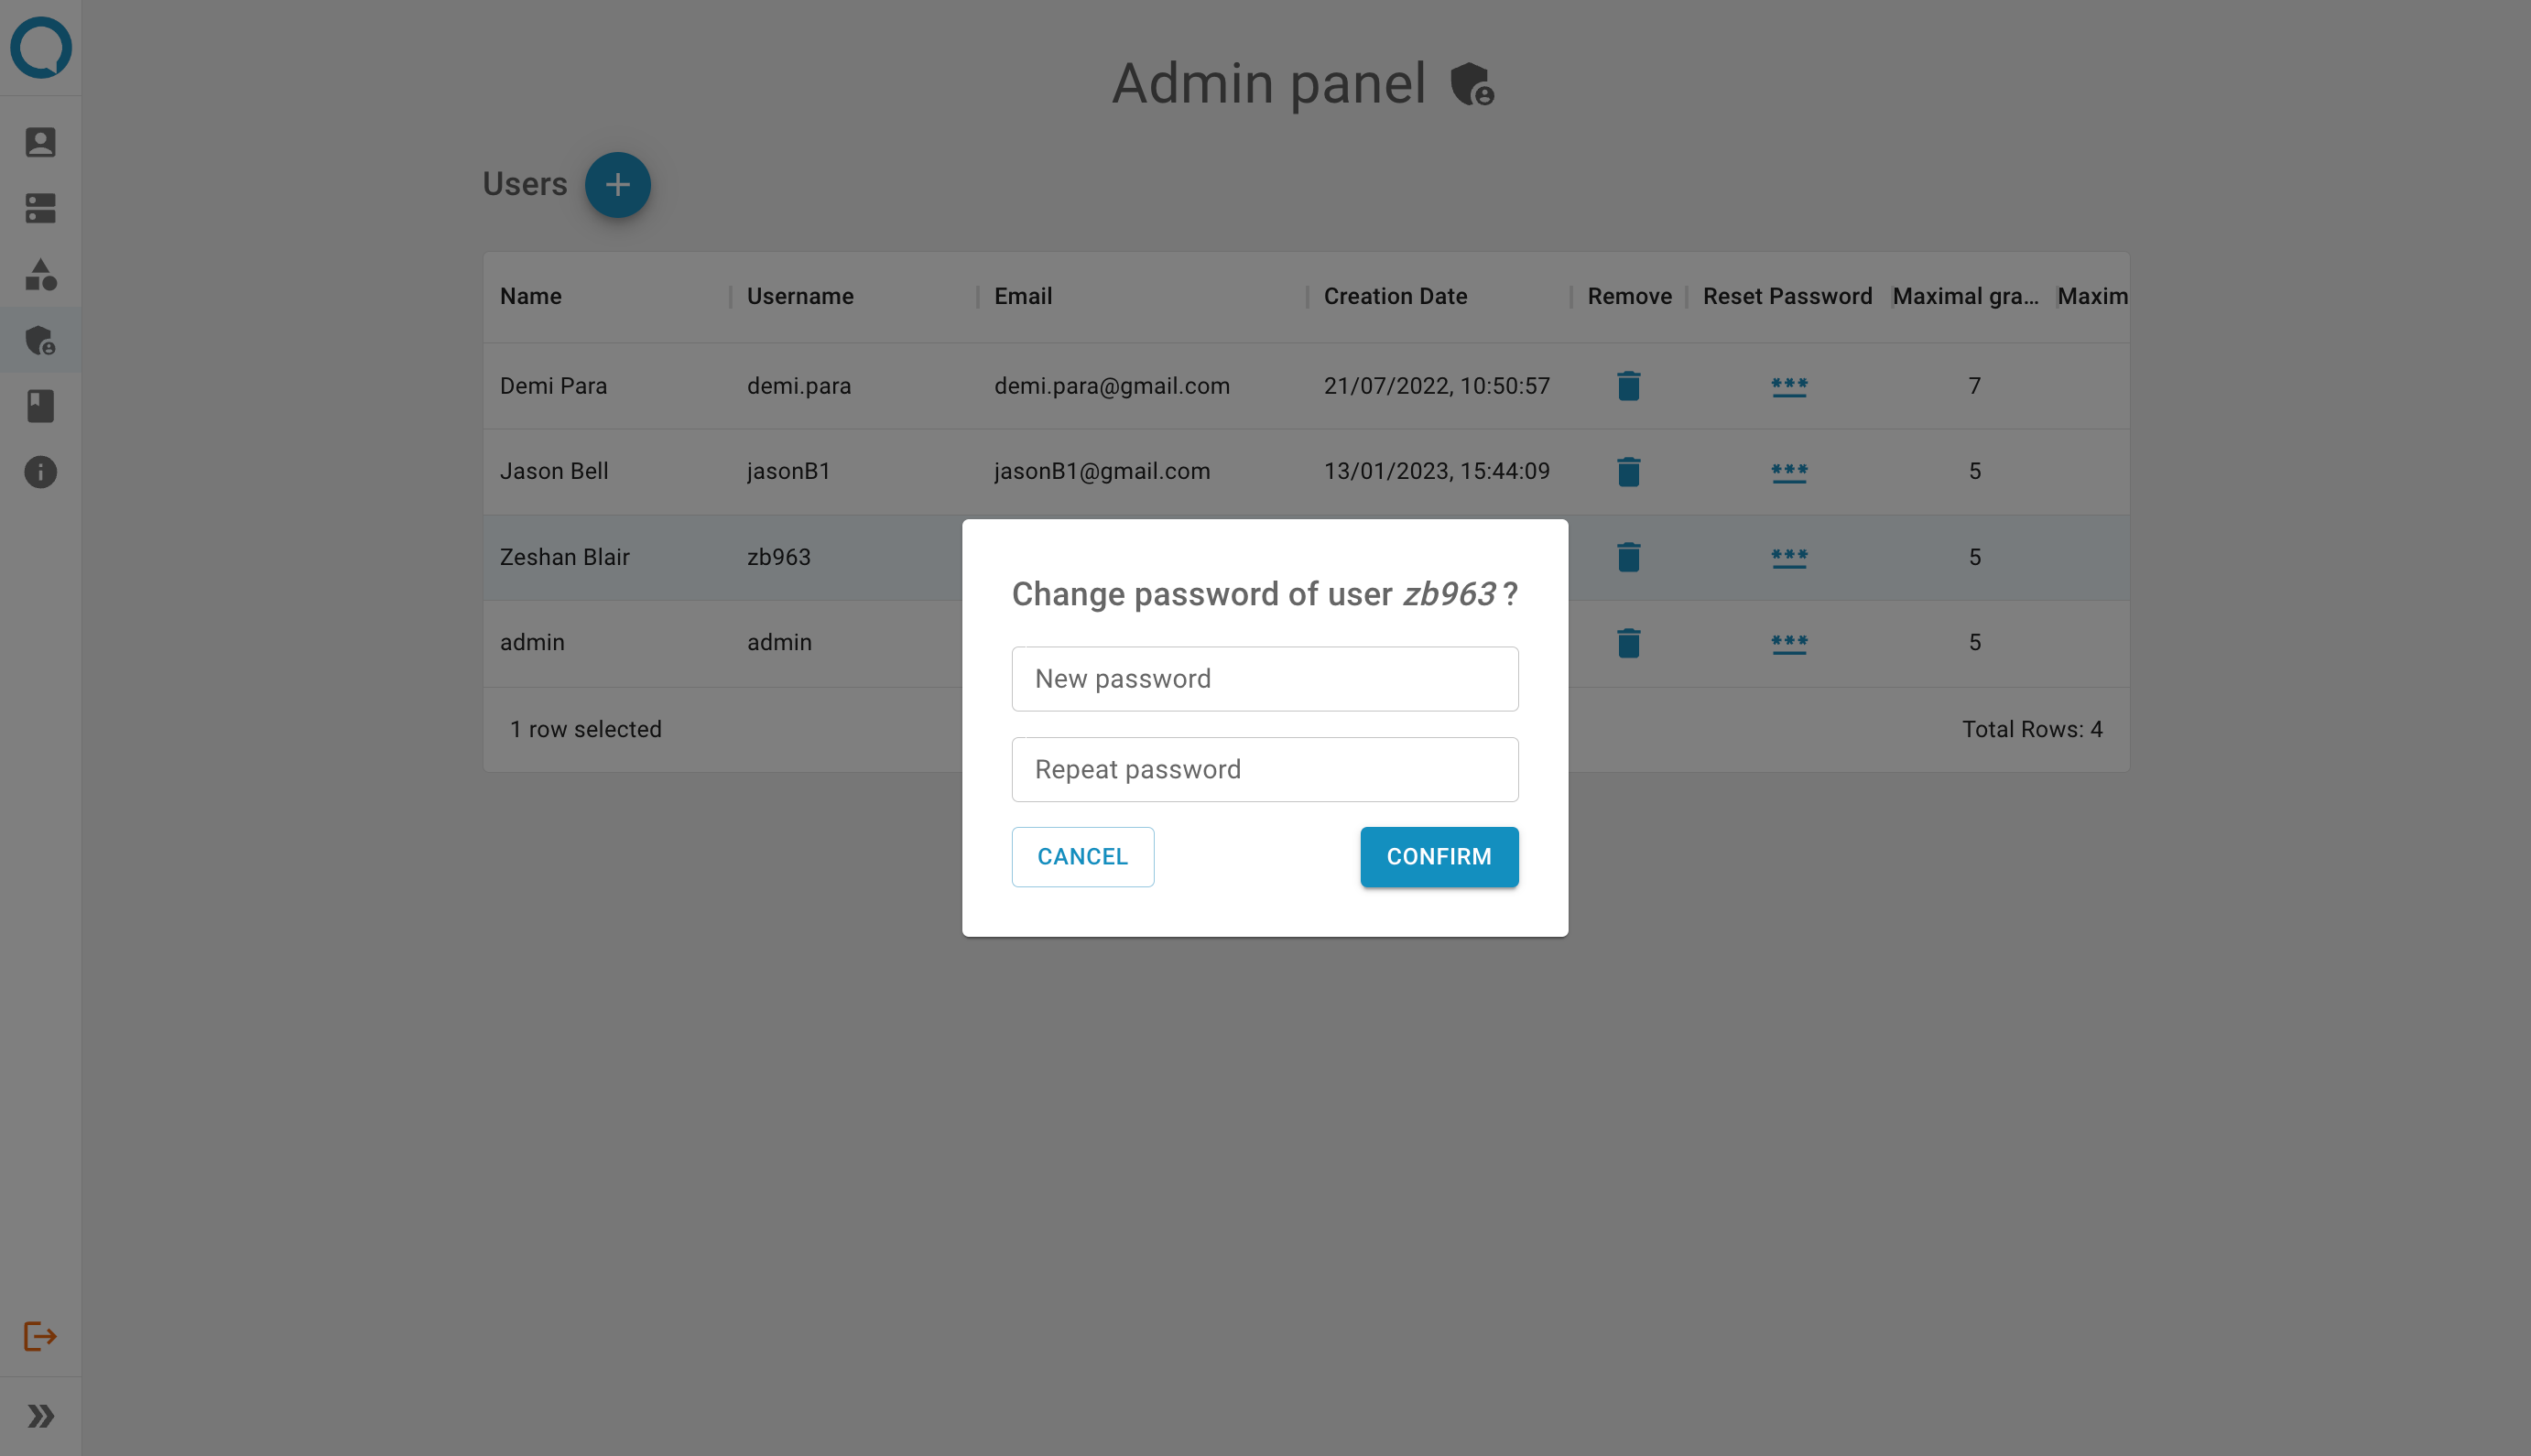 Admin panel
Users
Name Username Email Creation Date Remove Reset Password Maximal gra... Maxim
Demi Para demi.para demi.para@gmail.com 21/07/2022, 10:50:57 *** 7
Jason Bell jasonB1 jasonB1@gmail.com 13/01/2023, 15:44:09 *** 5
Zeshan Blair zb963 *** 5
admin admin *** 5
1 row selected Total Rows: 4
Change password of user zb963 ?
New password
Repeat password
CANCEL CONFIRM